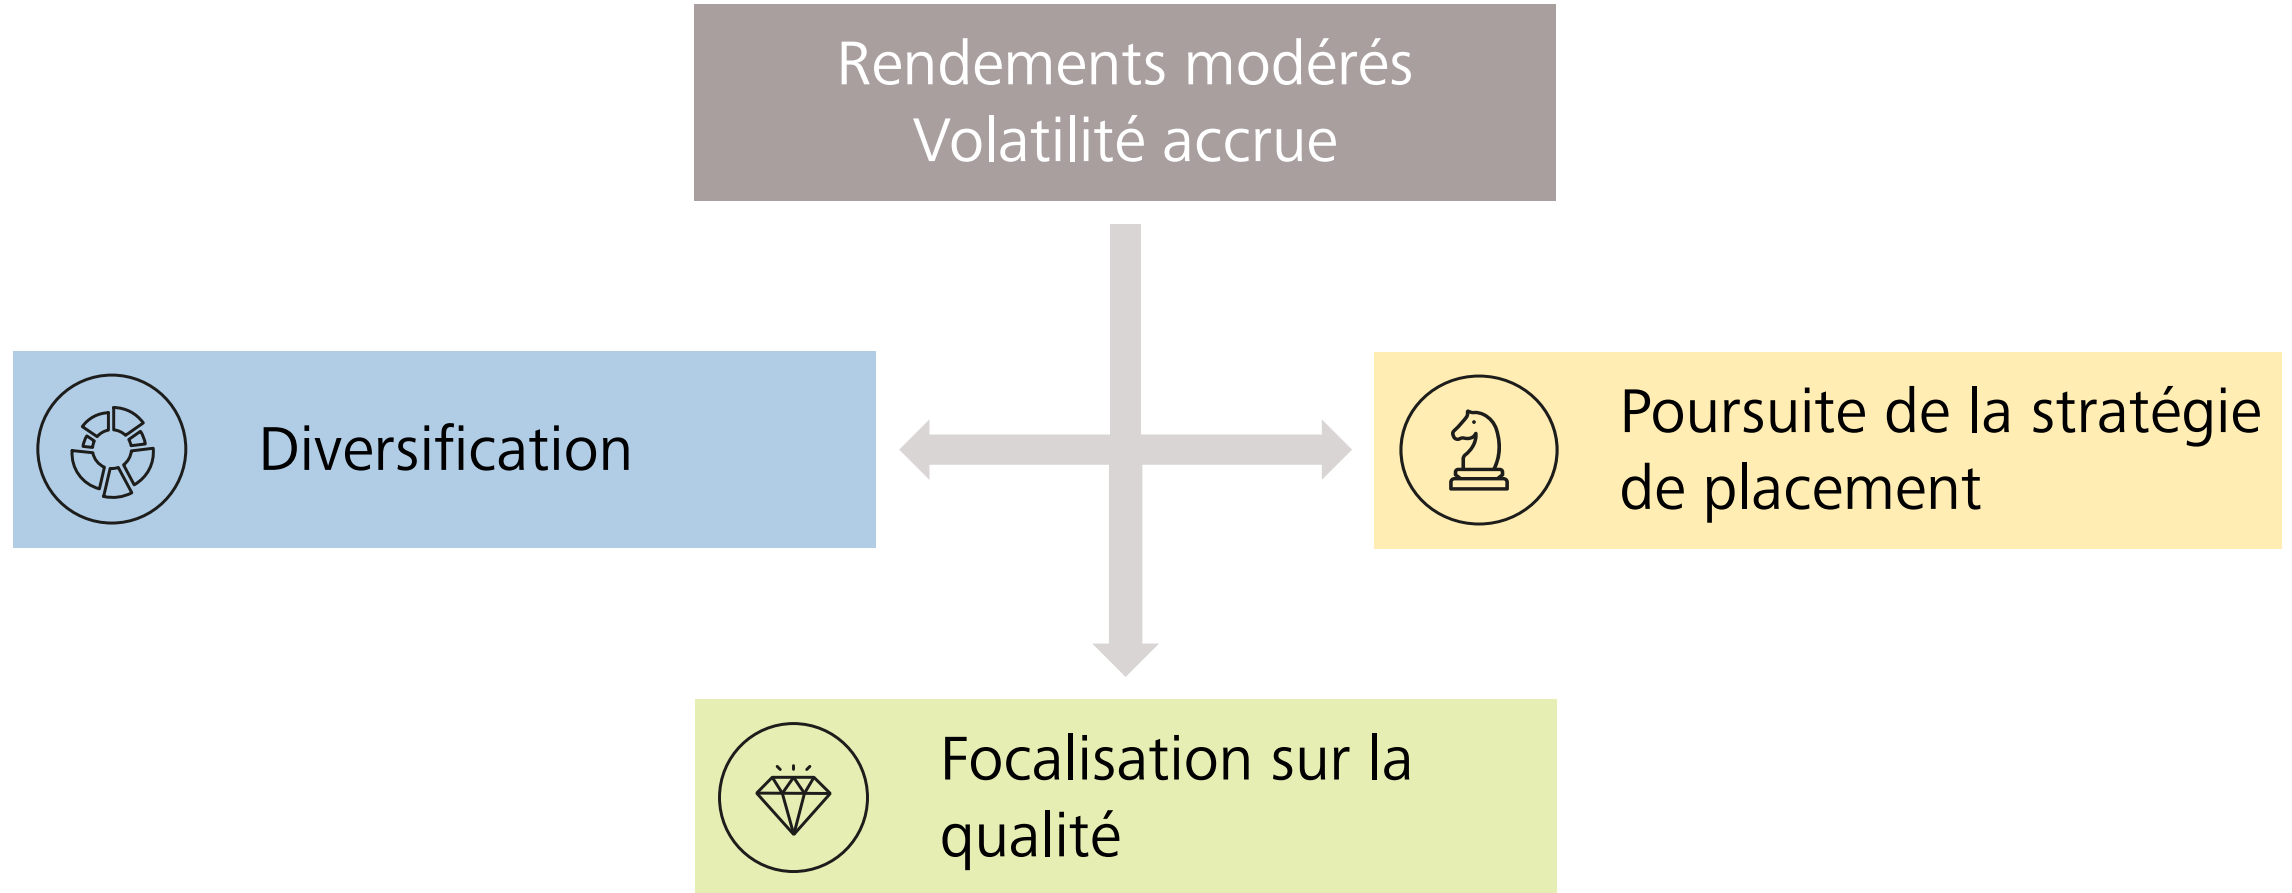 Rendements modérés
Volatilité accrue
Diversification
Poursuite de la stratégie
de placement
Focalisation sur la
qualité